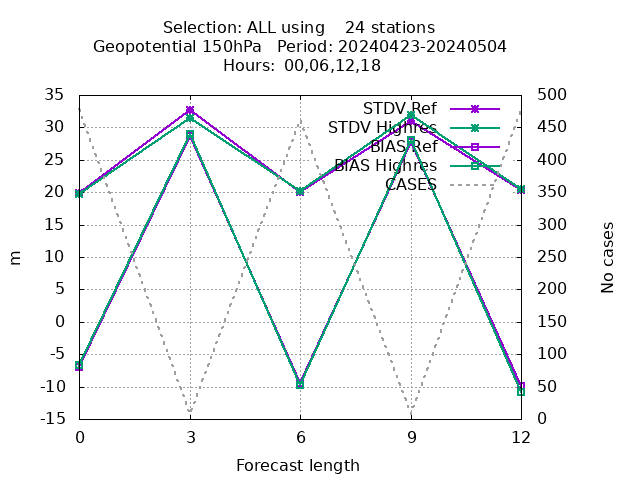 Selection: ALL using    24 stations
Geopotential 150hPa   Period: 20240423-20240504
Hours: 00,06,12,18
STDV Ref
STDV Highres
BIAS Ref
BIAS Highres
CASES
35
30
25
20
15
10
5
0
-5
-10
-15
m
500
450
400
350
300
250
200
150
100
50
0
No cases
0 3 6 9 12
Forecast length